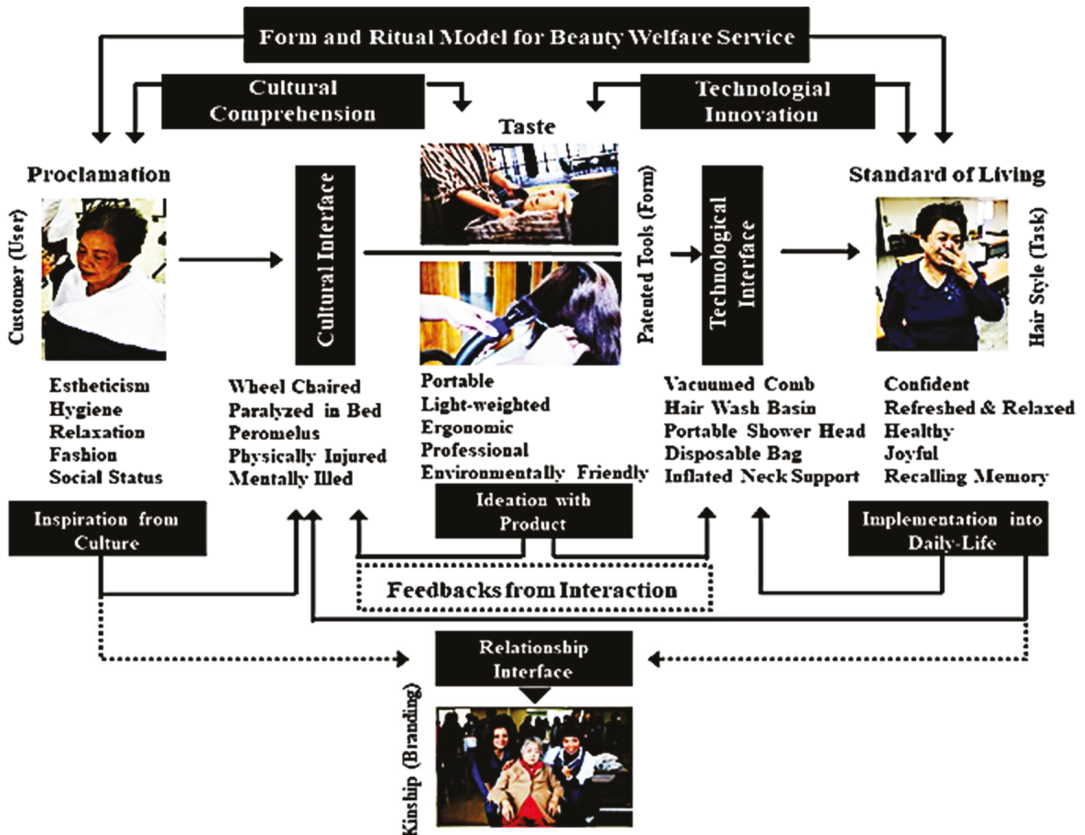 Form and Ritual Model for Beauty Welfare Service
Cultural
Comprehension
Technologial
Innovation
Taste
Proclamation
Standard of Living
Customer (User)
Cultural Interface
Patented Tools (Form)
Technological
Interface
Hair Style (Task)
Estheticism
Hygiene
Relaxation
Fashion
Social Status
Wheel Chaired
Paralyzed in Bed
Peromelus
Physically Injured
Mentally Illed
Portable
Light-weighted
Ergonomic
Professional
Environmentally Friendly
Vacuumed Comb
Hair Wash Basin
Portable Shower Head
Disposable Bag
Inflated Neck Support
Confident
Refreshed & Relaxed
Healthy
Joyful
Recalling Memory
Inspiration from
Culture
Ideation with
Product
Implementation into
Daily-Life
Feedbacks from Interaction
Relationship
Interface
Kinship (Branding)